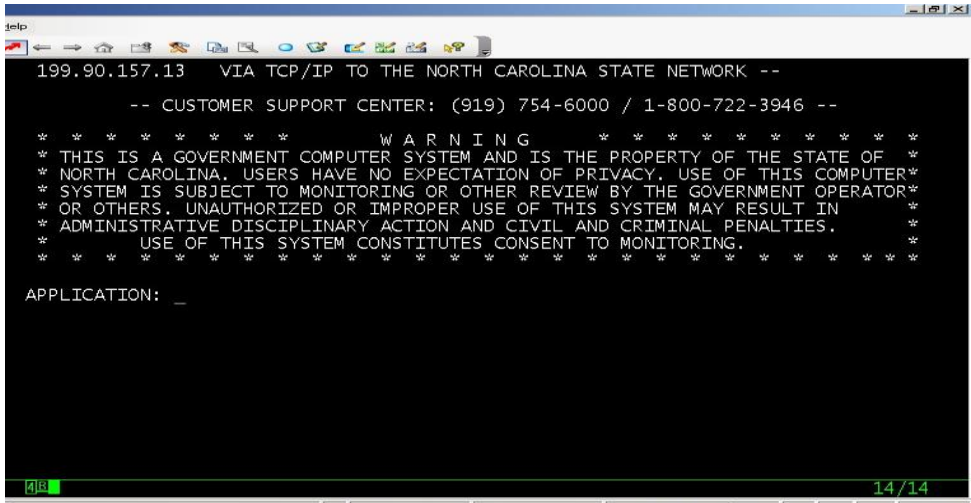 Help
199.90.157.13 VIA TCP/IP TO THE NORTH CAROLINA STATE NETWORK --
-- CUSTOMER SUPPORT CENTER: (919) 754-6000 / 1-800-722-3946 --
* * * * * * * * W A R N I N G * * * * * * * * * *
* THIS IS A GOVERNMENT COMPUTER SYSTEM AND IS THE PROPERTY OF THE STATE OF *
* NORTH CAROLINA. USERS HAVE NO EXPECTATION OF PRIVACY. USE OF THIS COMPUTER*
* SYSTEM IS SUBJECT TO MONITORING OR OTHER REVIEW BY THE GOVERNMENT OPERATOR*
* OR OTHERS. UNAUTHORIZED OR IMPROPER USE OF THIS SYSTEM MAY RESULT IN *
* ADMINISTRATIVE DISCIPLINARY ACTION AND CIVIL AND CRIMINAL PENALTIES. *
* USE OF THIS SYSTEM CONSTITUTES CONSENT TO MONITORING. *
* * * * * * * * * * * * * * * * * * * * * * * * * * *
APPLICATION: _
4B 14/14